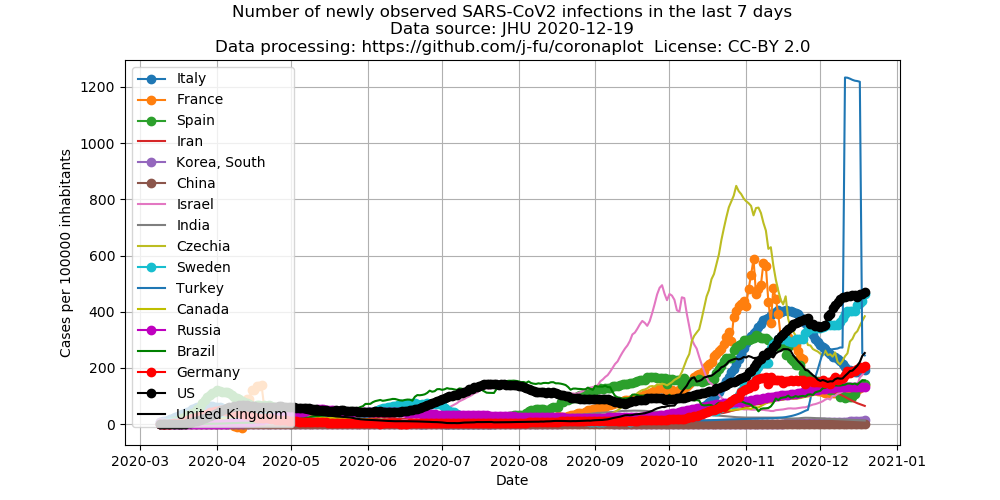 Number of newly observed SARS-CoV2 infections in the last 7 days
Data source: JHU 2020-12-19
Data processing: https://github.com/j-fu/coronaplot  License: CC-BY 2.0
Cases per 100000 inhabitants
1200
1000
800
600
400
200
0
Italy
France
Spain
Iran
Korea, South
China
Israel
India
Czechia
Sweden
Turkey
Canada
Russia
Brazil
Germany
US
United Kingdom
2020-03 2020-04 2020-05 2020-06 2020-07 2020-08 2020-09 2020-10 2020-11 2020-12 2021-01
Date